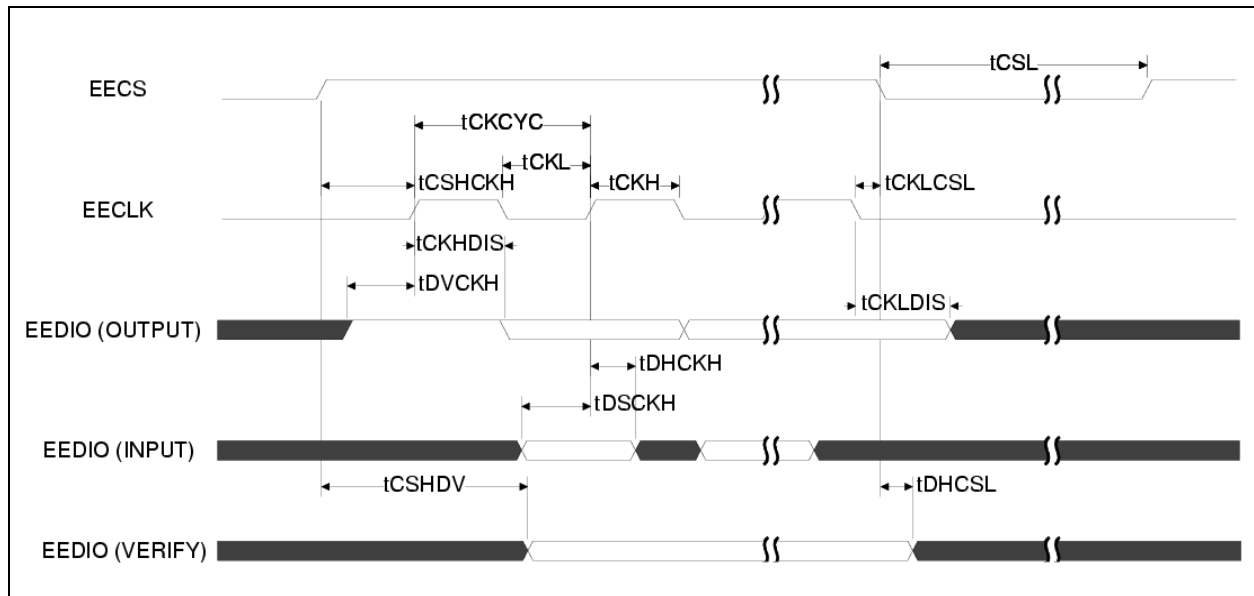 tCSL
EECS
tCKCYC
tCKL
tCKH
tCSHCKH
tCKLCSL
EECLK
tCKHDIS
tDVCKH
tCKLDIS
EEDIO (OUTPUT)
tDHCKH
tDSCKH
EEDIO (INPUT)
tCSHDV
tDHCSL
EEDIO (VERIFY)